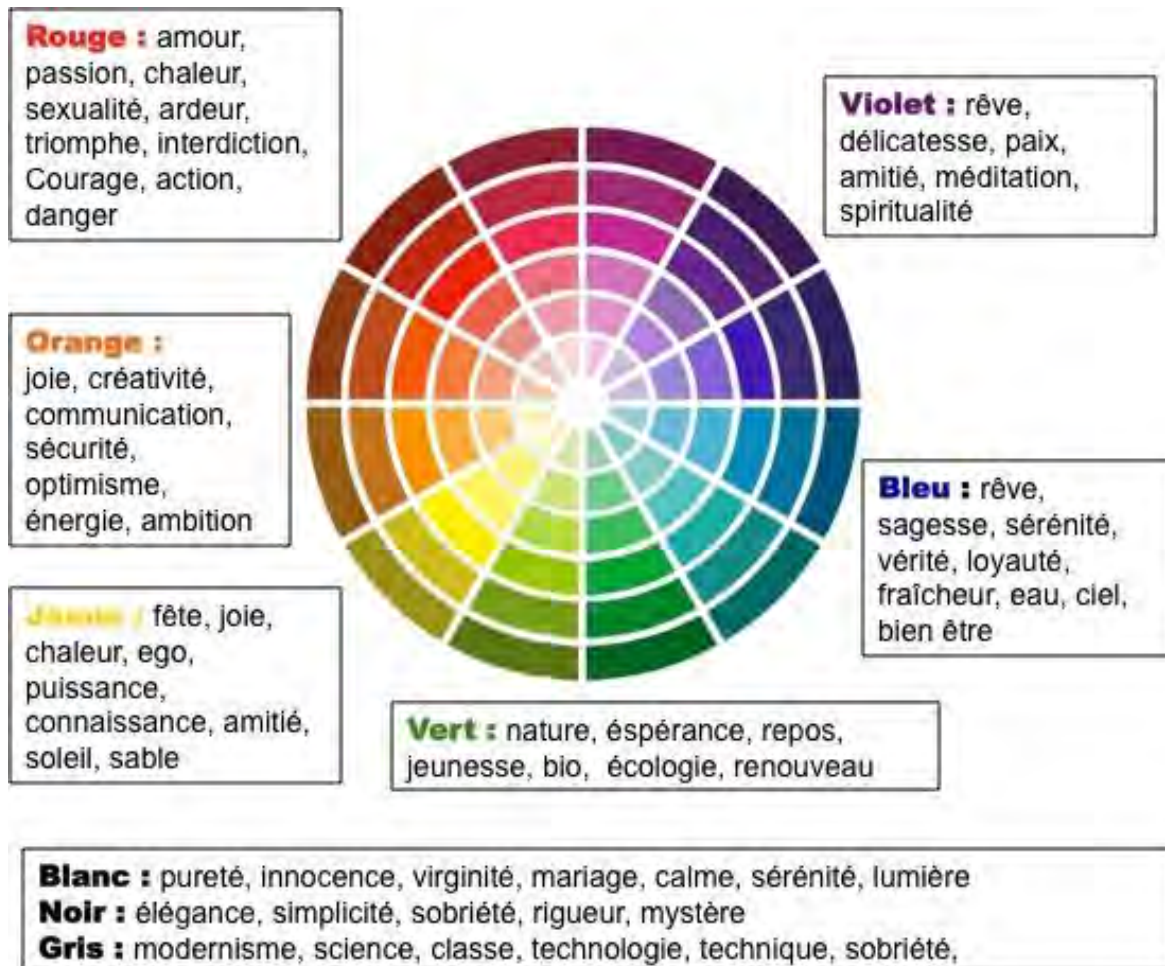 Rouge : amour,
passion, chaleur,
sexualité, ardeur,
triomphe, interdiction,
Courage, action,
danger
Violet : rêve,
délicatesse, paix,
amitié, méditation,
spiritualité
Orange :
joie, créativité,
communication,
sécurité,
optimisme,
énergie, ambition
Bleu : rêve,
sagesse, sérénité,
vérité, loyauté,
fraîcheur, eau, ciel,
bien être
Jaune : fête, joie,
chaleur, ego,
puissance,
connaissance, amitié,
soleil, sable
Vert : nature, éspérance, repos,
jeunesse, bio, écologie, renouveau
Blanc : pureté, innocence, virginité, mariage, calme, sérénité, lumière
Noir : élégance, simplicité, sobriété, rigueur, mystère
Gris : modernisme, science, classe, technologie, technique, sobriété,